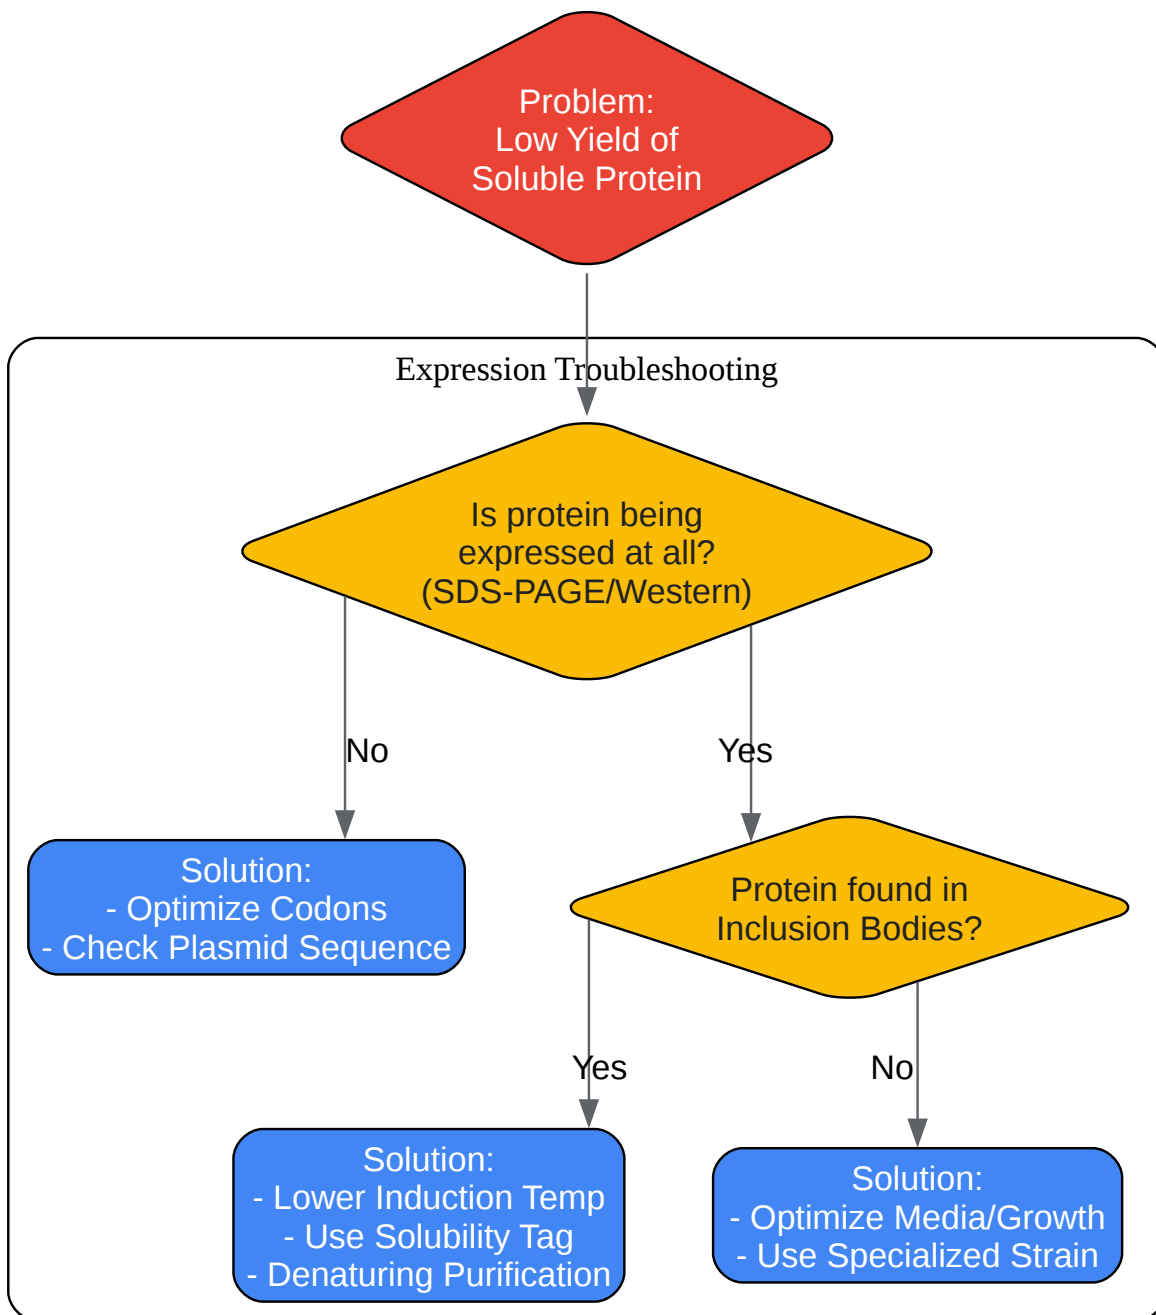 Problem:
Low Yield of
Soluble Protein
Expression Troubleshooting
Is protein being
expressed at all?
(SDS-PAGE/Western)
No
Yes
Solution:
- Optimize Codons
- Check Plasmid Sequence
Protein found in
Inclusion Bodies?
Yes
No
Solution:
- Lower Induction Temp
- Use Solubility Tag
- Denaturing Purification
Solution:
- Optimize Media/Growth
- Use Specialized Strain